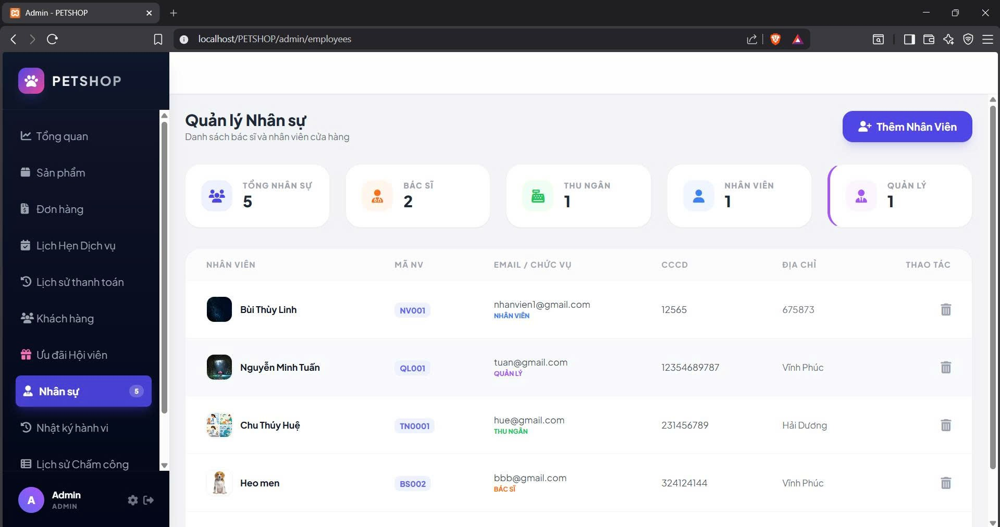 Admin - PETSHOP
localhost/PETSHOP/admin/employees
PETSHOP
Tổng quan
Sản phẩm
Đơn hàng
Lịch Hẹn Dịch vụ
Lịch sử thanh toán
Khách hàng
Ưu đãi Hội viên
Nhân sự 5
Nhật ký hành vi
Lịch sử Chấm công
A
Admin
ADMIN
Quản lý Nhân sự
Danh sách bác sĩ và nhân viên cửa hàng
Thêm Nhân Viên
TỔNG NHÂN SỰ
5
BÁC SĨ
2
THU NGÂN
1
NHÂN VIÊN
1
QUẢN LÝ
1
NHÂN VIÊN MÃ NV EMAIL / CHỨC VỤ CCCD ĐỊA CHỈ THAO TÁC
Bùi Thùy Linh NV001 nhanvien1@gmail.com 12565 675873
NHÂN VIÊN
Nguyễn Minh Tuấn QL001 tuan@gmail.com 12354689787 Vĩnh Phúc
QUẢN LÝ
Chu Thúy Huệ TN0001 hue@gmail.com 231456789 Hải Dương
THU NGÂN
Heo men BS002 bbb@gmail.com 324124144 Vĩnh Phúc
BÁC SĨ